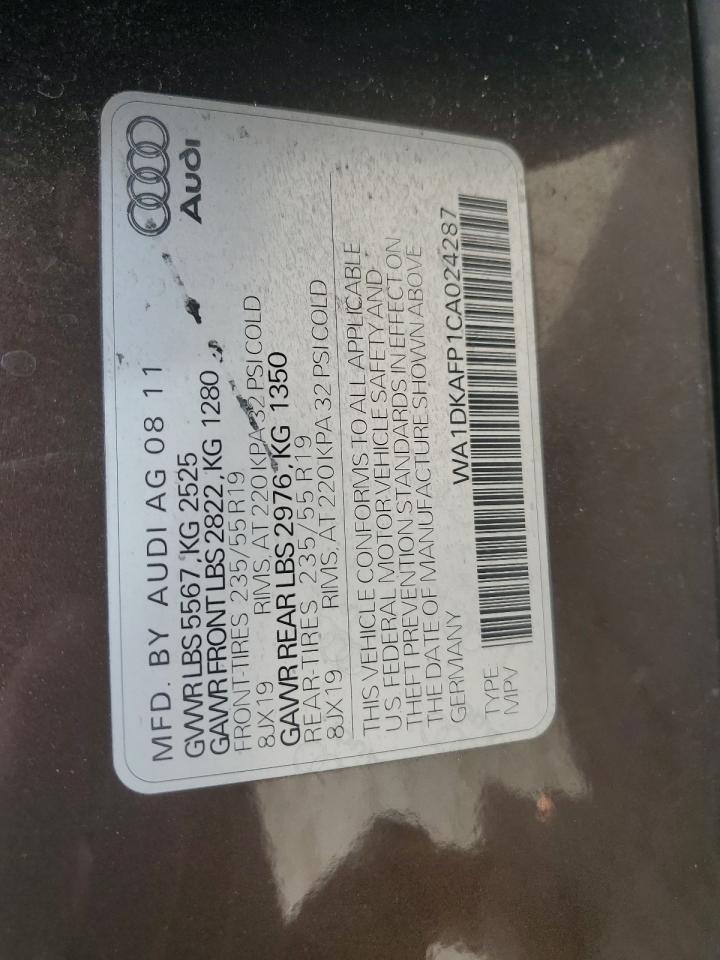 MFD. BY AUDI AG 08 11
Audi
GVWR LBS 5567, KG 2525
GAWR FRONT LBS 2822, KG 1280
FRONT-TIRES 235/55 R19
8JX19 RIMS, AT 220 KPA 32 PSI COLD
GAWR REAR LBS 2976, KG 1350
REAR-TIRES 235/55 R19
8JX19 RIMS, AT 220 KPA 32 PSI COLD
THIS VEHICLE CONFORMS TO ALL APPLICABLE
U.S. FEDERAL MOTOR VEHICLE SAFETY AND
THEFT PREVENTION STANDARDS IN EFFECT ON
THE DATE OF MANUFACTURE SHOWN ABOVE
GERMANY WA1DKAFP1CA024287
TYPE
MPV